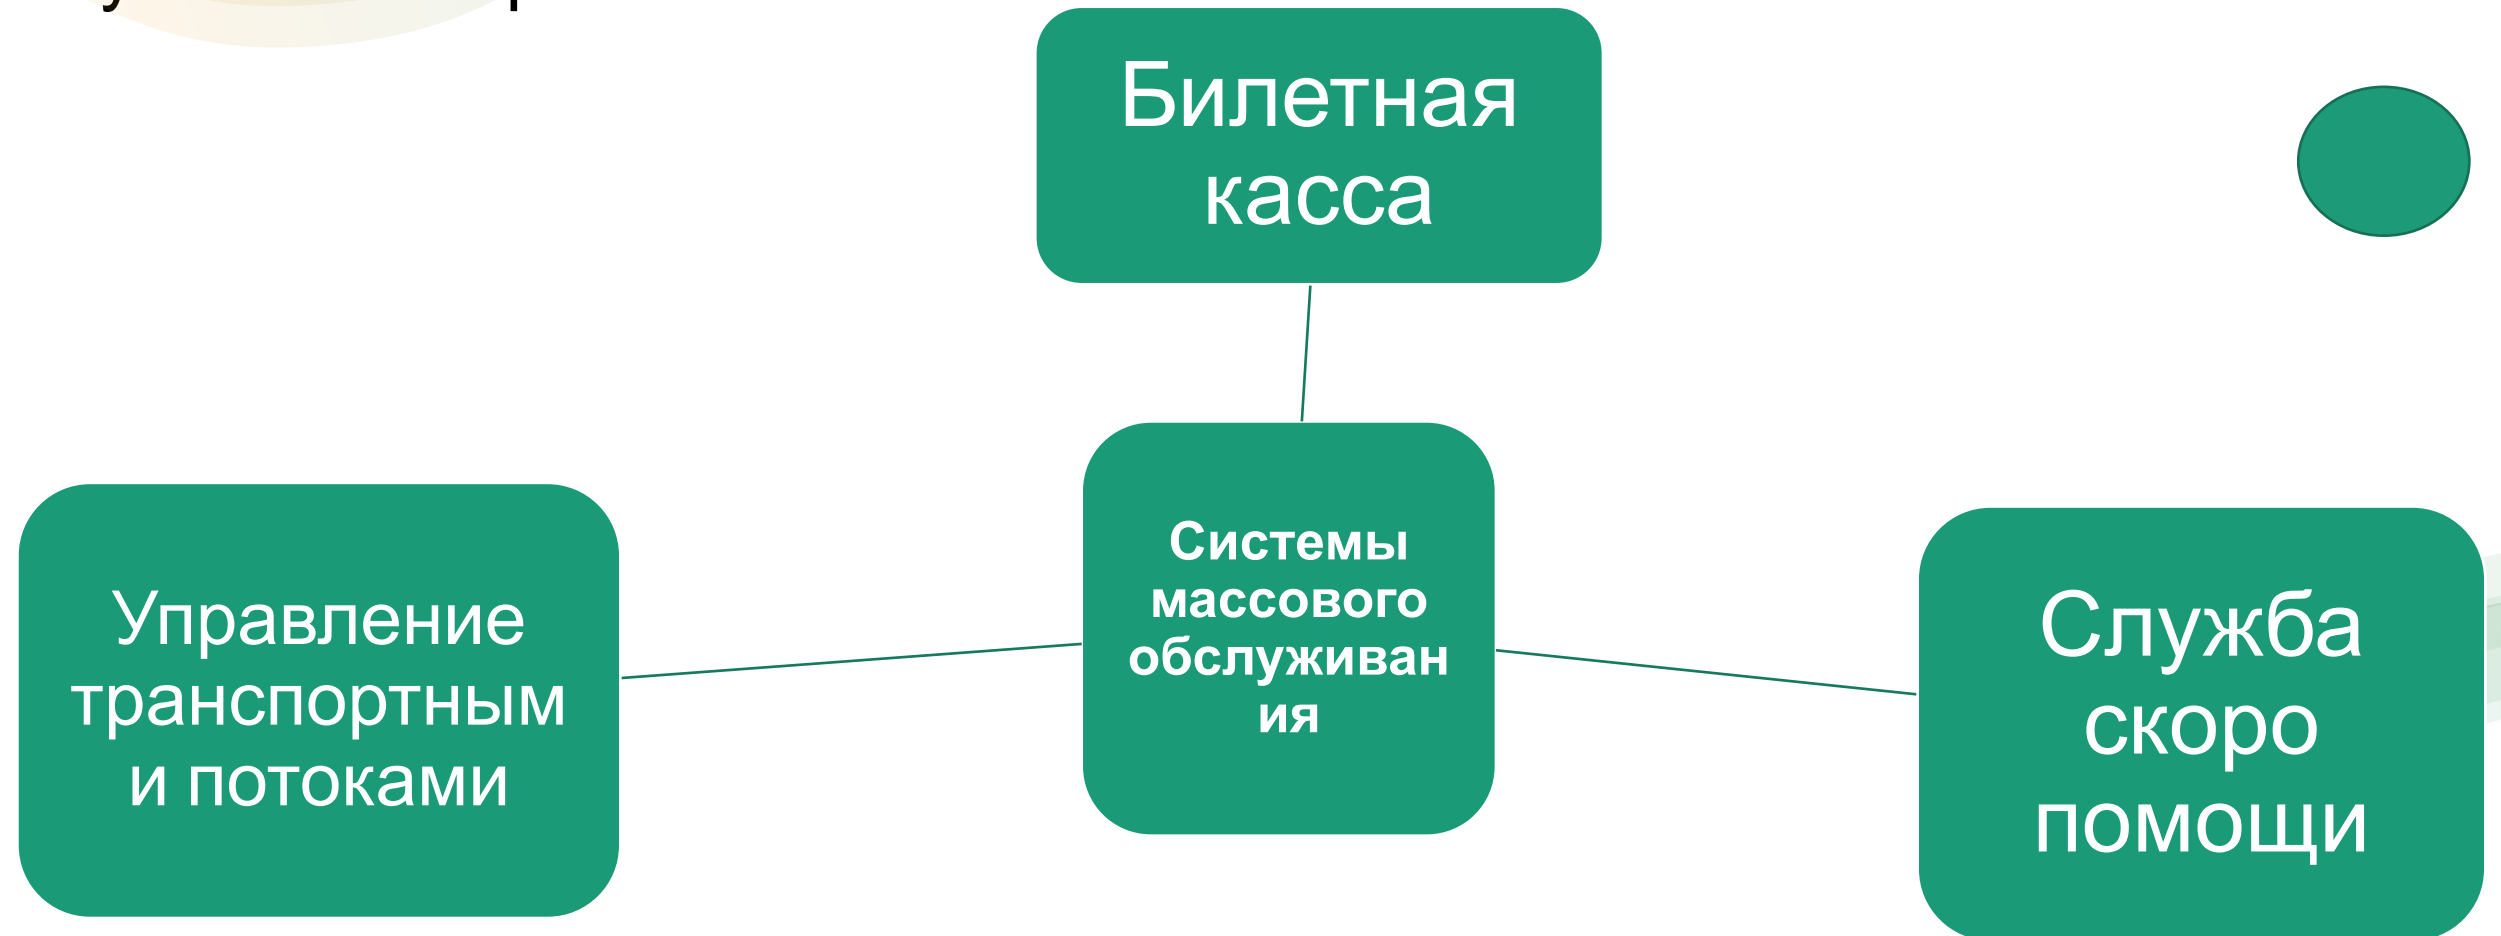 Билетная
касса
Системы
массового
обслуживан
ия
Управление
транспортным
и потоками
Служба
скоро
помощи